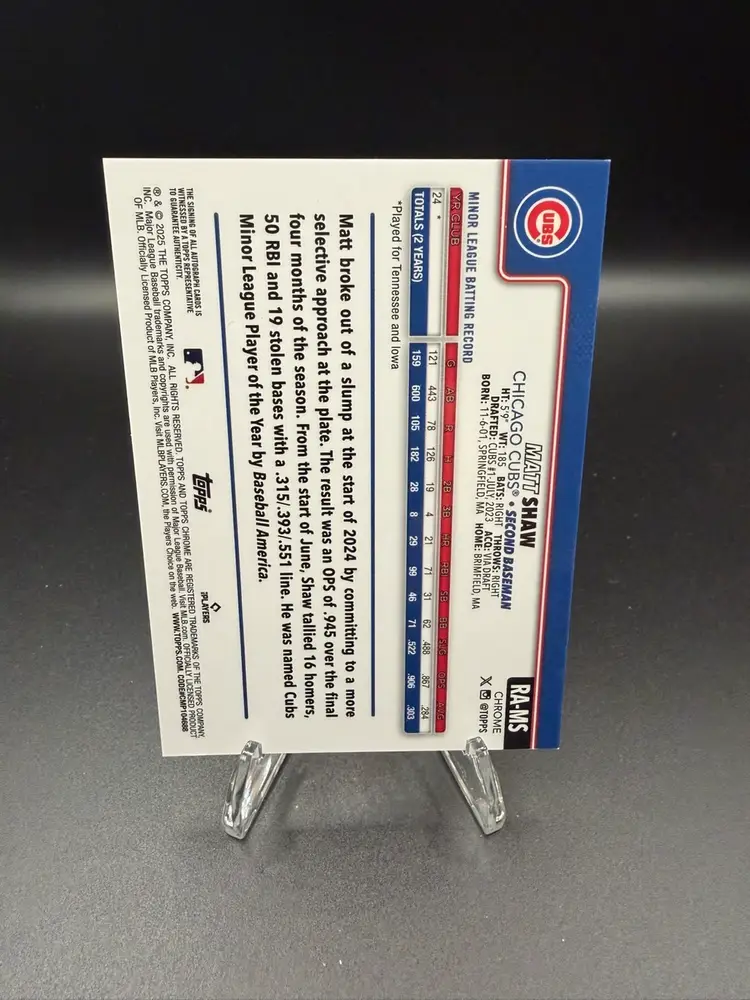 CUBS
RA-MS
CHROME
@TOPPS
MATT SHAW
CHICAGO CUBS® • SECOND BASEMAN
HT: 5'9" WT: 185 BATS: RIGHT THROWS: RIGHT
DRAFTED: CUBS #1-JULY, 2023 ACQ: VIA DRAFT
BORN: 11-6-01, SPRINGFIELD, MA HOME: BRIMFIELD, MA
MINOR LEAGUE BATTING RECORD
YR CLUB G AB R H 2B 3B HR RBI SB BB SLG OPS AVG
24 * 121 443 78 126 19 4 21 71 31 62 .488 .867 .284
TOTALS (2 YEARS) 159 600 105 182 28 8 29 99 46 71 .522 .906 .303
*Played for Tennessee and Iowa
Matt broke out of a slump at the start of 2024 by committing to a more
selective approach at the plate. The result was an OPS of .945 over the final
four months of the season. From the start of June, Shaw tallied 16 homers,
50 RBI and 19 stolen bases with a .315/.393/.551 line. He was named Cubs
Minor League Player of the Year by Baseball America.
THE SIGNING OF ALL AUTOGRAPH CARDS IS
WITNESSED BY A TOPPS REPRESENTATIVE
TO GUARANTEE AUTHENTICITY.
topps
PLAYERS
® & © 2025 THE TOPPS COMPANY, INC. ALL RIGHTS RESERVED. TOPPS AND TOPPS CHROME ARE REGISTERED TRADEMARKS OF THE TOPPS COMPANY,
INC. Major League Baseball trademarks and copyrights are used with permission of Major League Baseball. Visit MLB.com. OFFICIALLY LICENSED PRODUCT
OF MLB. Officially Licensed Product of MLB Players, Inc. Visit MLBPLAYERS.COM, the Players Choice on the web. WWW.TOPPS.COM. CODE#CMP104688